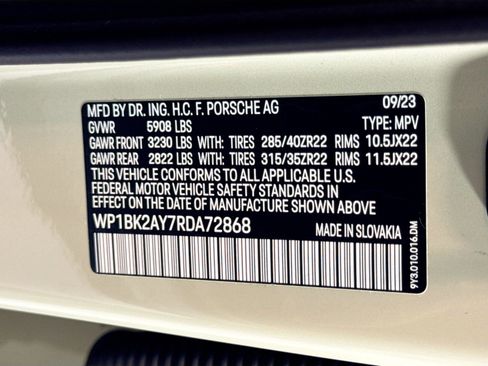 MFD BY DR. ING. H.C. F. PORSCHE AG 09/23
GVWR 5908 LBS TYPE: MPV
GAWR FRONT 3230 LBS WITH: TIRES 285/40ZR22 RIMS 10.5JX22
GAWR REAR 2822 LBS WITH: TIRES 315/35ZR22 RIMS 11.5JX22
THIS VEHICLE CONFORMS TO ALL APPLICABLE U.S.
FEDERAL MOTOR VEHICLE SAFETY STANDARDS IN
EFFECT ON THE DATE OF MANUFACTURE SHOWN ABOVE.
WP1BK2AY7RDA72868 MADE IN SLOVAKIA
9Y3.010.016.DM